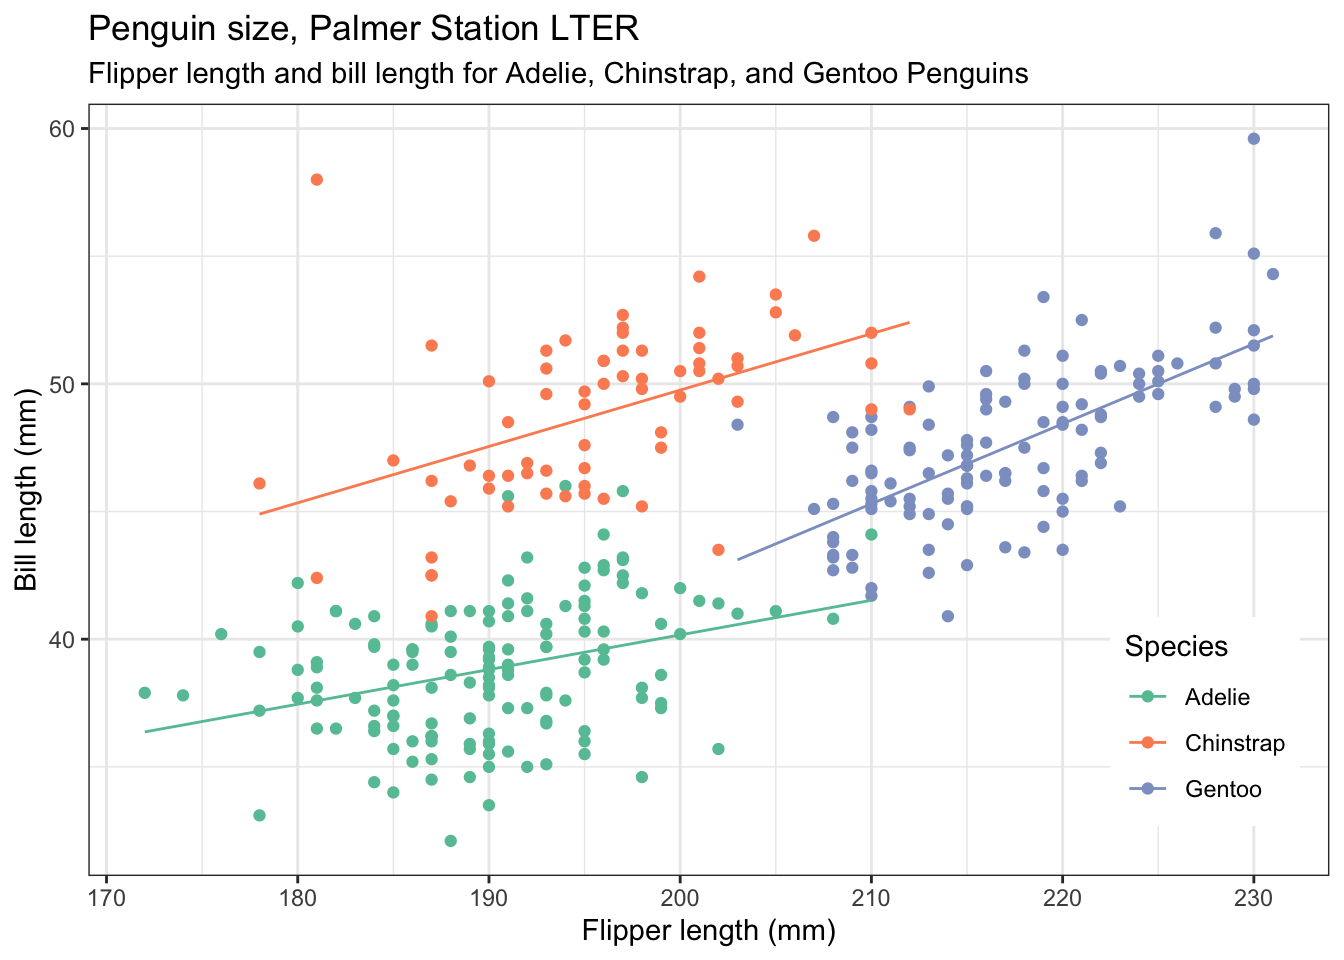 Penguin size, Palmer Station LTER
Flipper length and bill length for Adelie, Chinstrap, and Gentoo Penguins
60
50
40
Bill length (mm)
Species
Adelie
Chinstrap
Gentoo
170 180 190 200 210 220 230
Flipper length (mm)